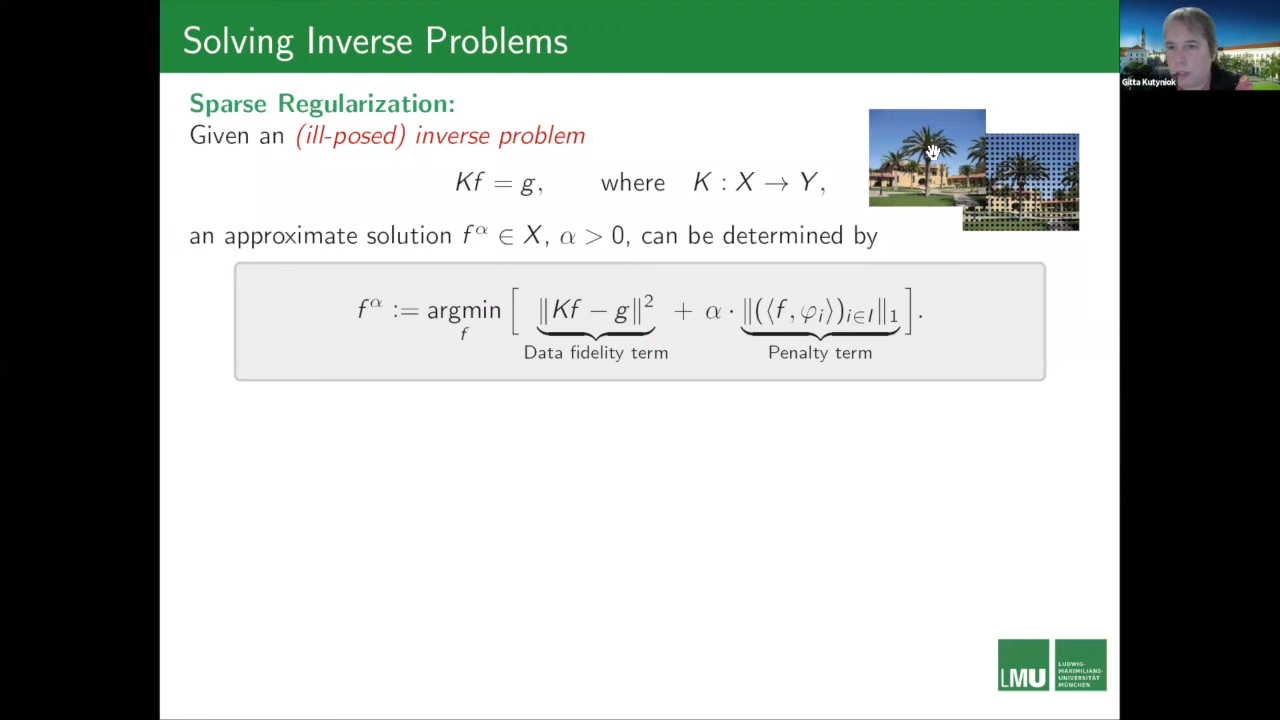 Solving Inverse Problems
Gitta Kutyniok
Sparse Regularization:
Given an (ill-posed) inverse problem
Kf = g, where K : X → Y,
an approximate solution f^α ∈ X, α > 0, can be determined by
f^α := argmin_f [ ‖Kf − g‖² + α · ‖(⟨f, φ_i⟩)_{i∈I}‖₁ ].
Data fidelity term Penalty term
LMU
LUDWIG-
MAXIMILIANS-
UNIVERSITÄT
MÜNCHEN